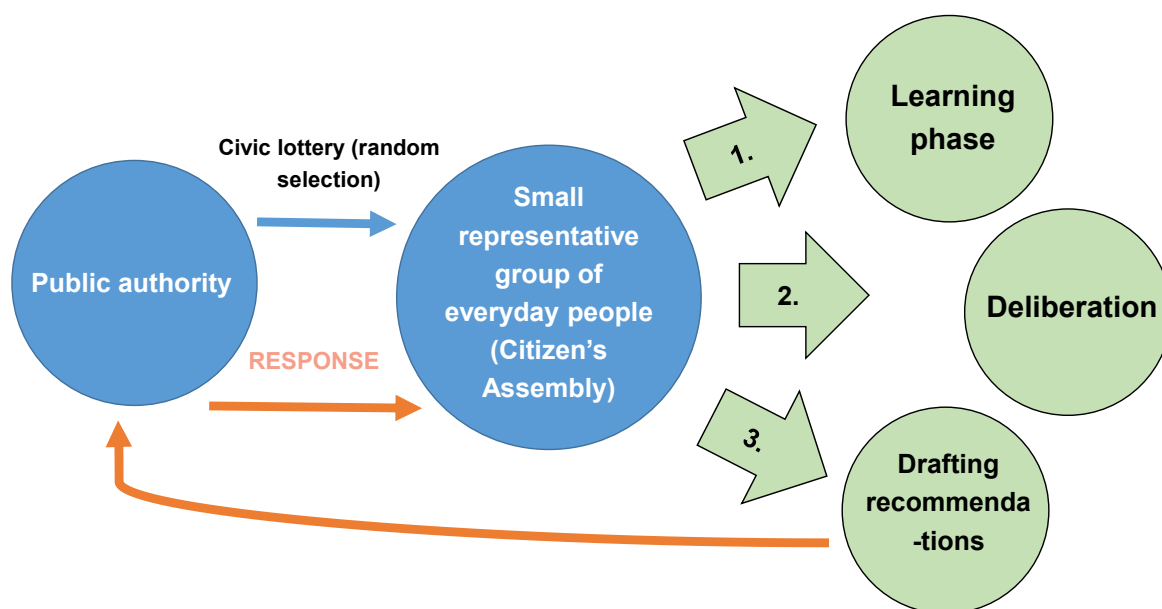 Public authority
Civic lottery (random
selection)
RESPONSE
Small
representative
group of
everyday people
(Citizen’s
Assembly)
1.
Learning
phase
2.
Deliberation
3.
Drafting
recommenda
-tions